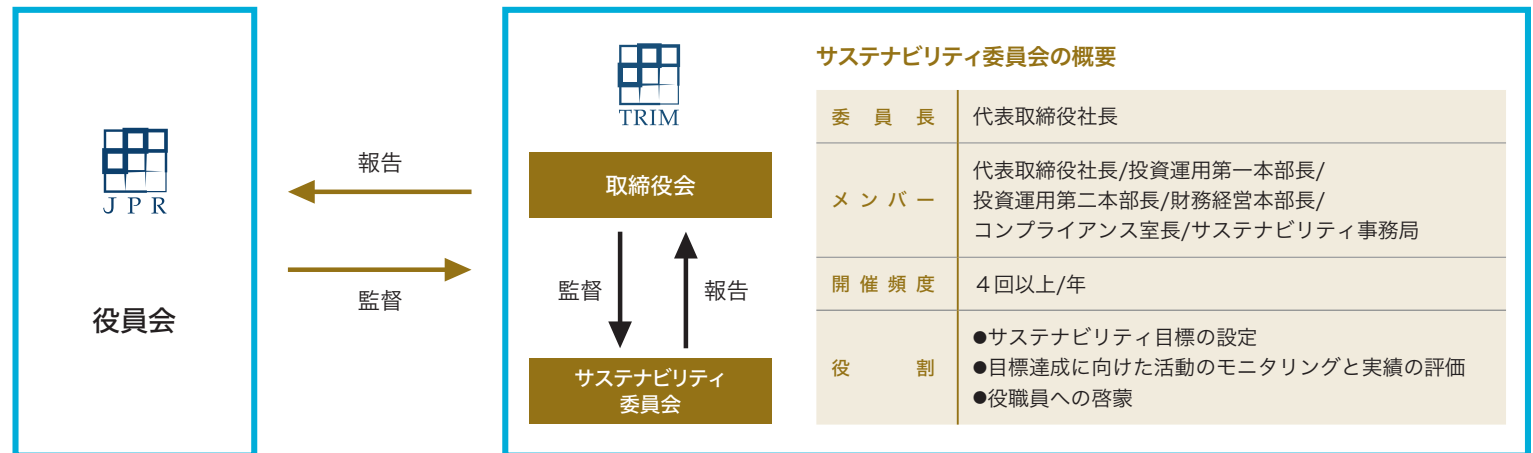 JPR
役員会
報告
監督
TRIM
取締役会
監督
報告
サステナビリティ
委員会
サステナビリティ委員会の概要
委員長
代表取締役社長
メンバー
代表取締役社長/投資運用第一本部長/
投資運用第二本部長/財務経営本部長/
コンプライアンス室長/サステナビリティ事務局
開催頻度
４回以上/年
役割
●サステナビリティ目標の設定
●目標達成に向けた活動のモニタリングと実績の評価
●役職員への啓蒙